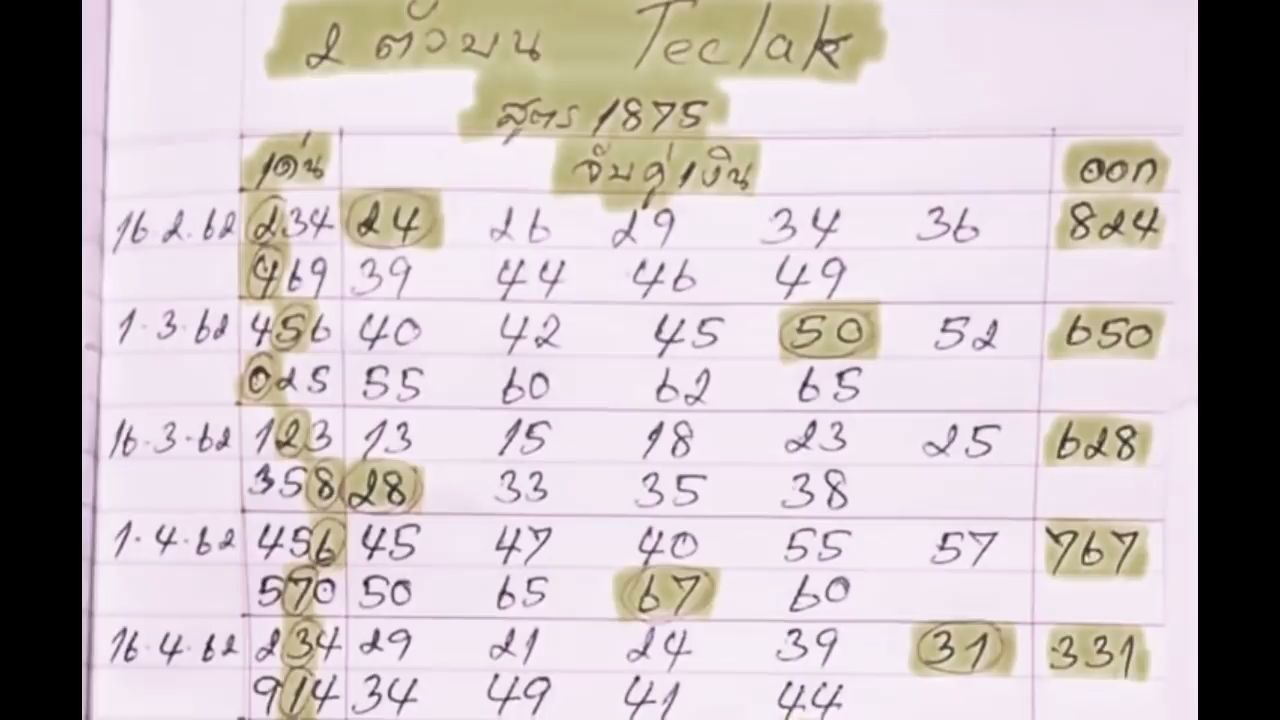 2 ตัวบน Teclak
สูตร 1875
เด่น จับคู่เงิน ออก
16.2.62 234 24 26 29 34 36 824
469 39 44 46 49
1.3.62 456 40 42 45 50 52 650
025 55 60 62 65
16.3.62 123 13 15 18 23 25 628
358 28 33 35 38
1.4.62 456 45 47 40 55 57 767
570 50 65 67 60
16.4.62 234 29 21 24 39 31 331
914 34 49 41 44